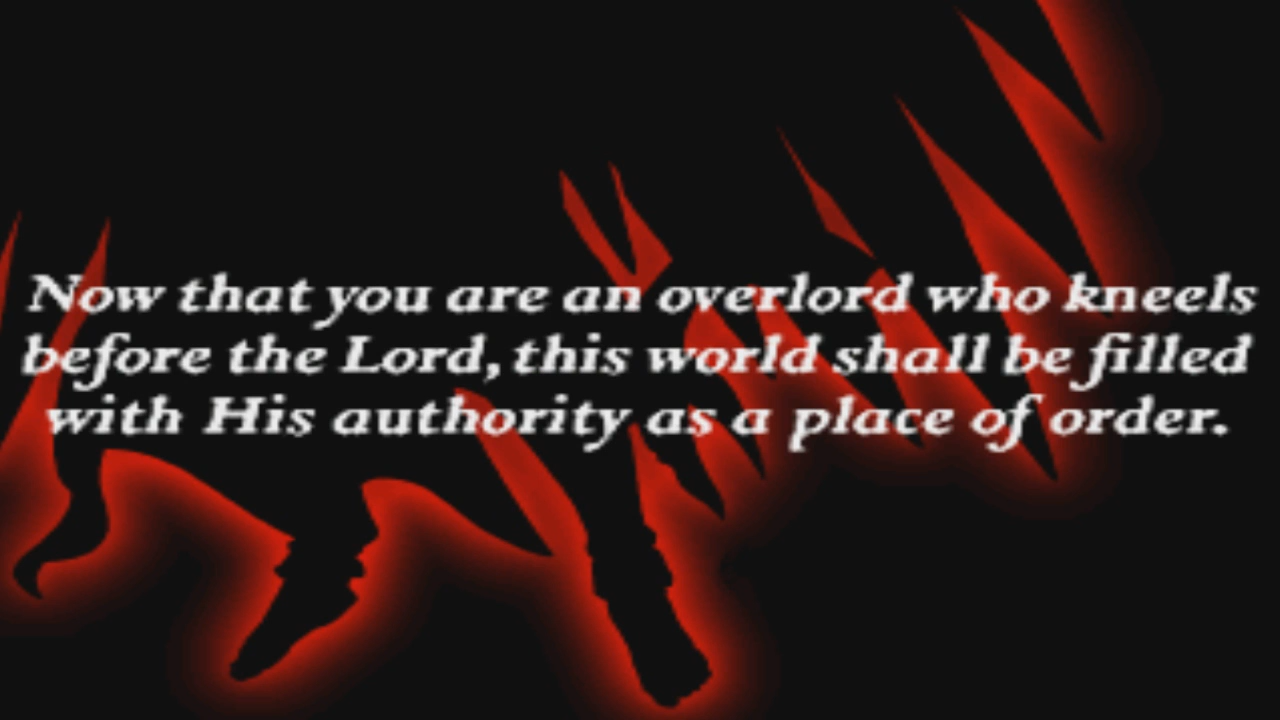 Now that you are an overlord who kneels
before the Lord, this world shall be filled
with His authority as a place of order.